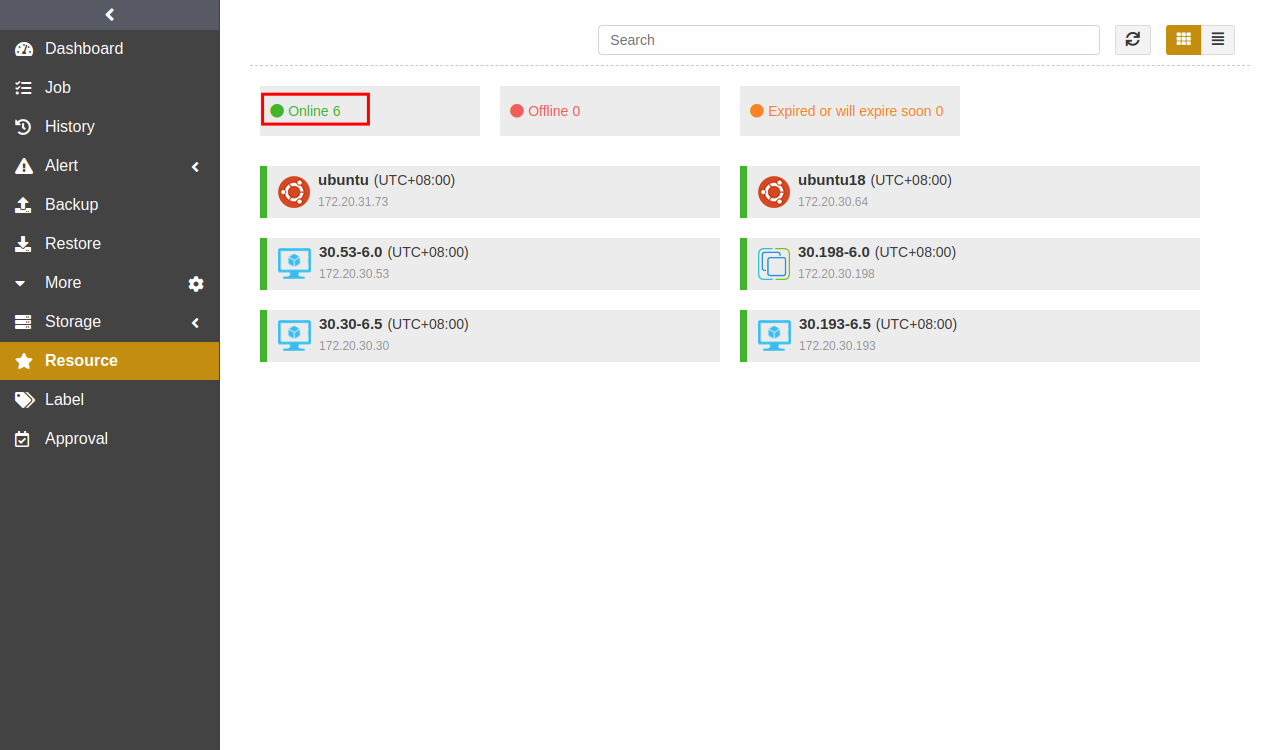 Dashboard
Job
History
Alert
Backup
Restore
More
Storage
Resource
Label
Approval
Search
Online 6
Offline 0
Expired or will expire soon 0
ubuntu (UTC+08:00)
172.20.31.73
ubuntu18 (UTC+08:00)
172.20.30.64
30.53-6.0 (UTC+08:00)
172.20.30.53
30.198-6.0 (UTC+08:00)
172.20.30.198
30.30-6.5 (UTC+08:00)
172.20.30.30
30.193-6.5 (UTC+08:00)
172.20.30.193